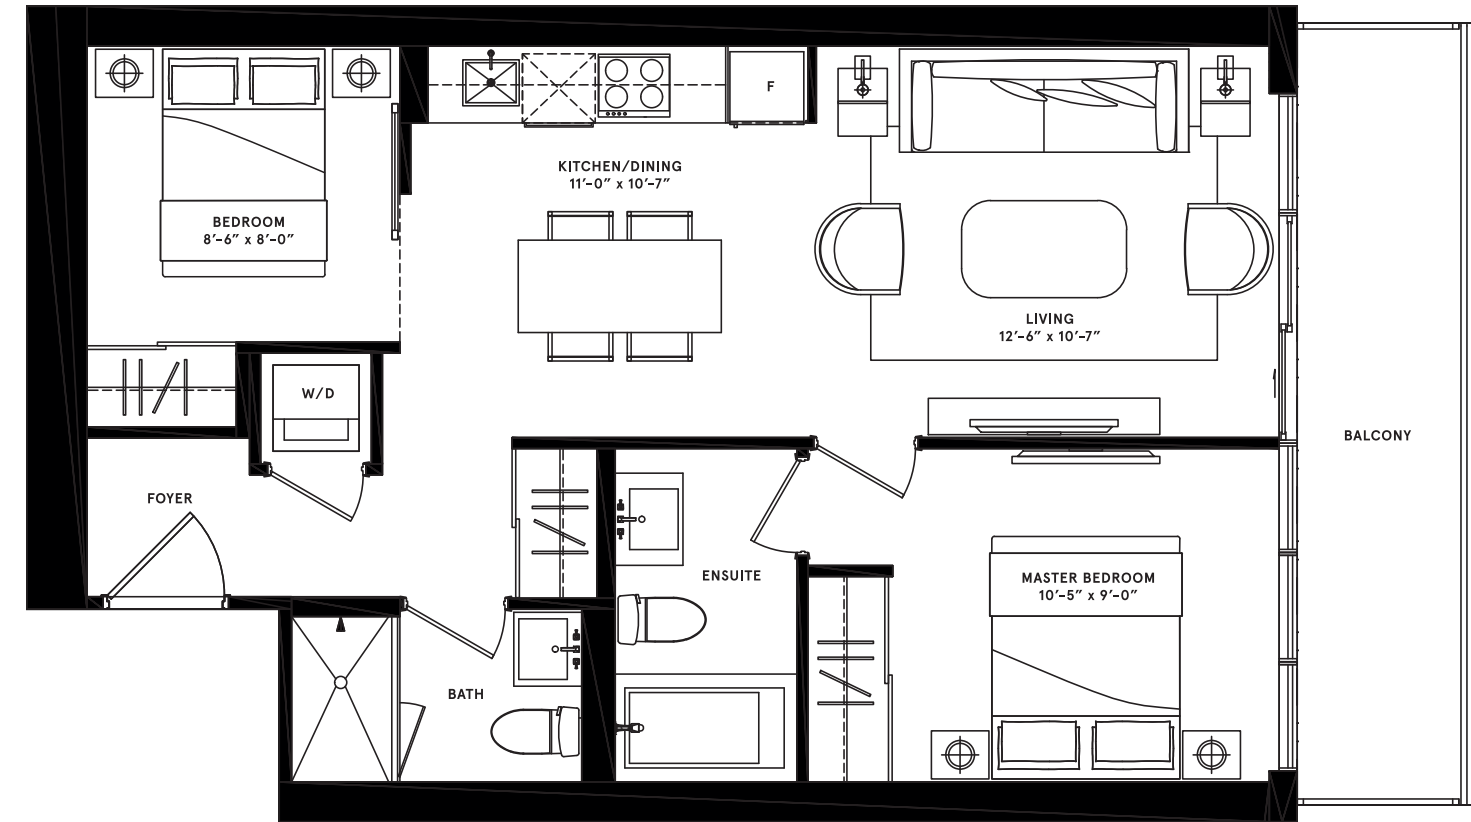 F
KITCHEN/DINING
11'-0" x 10'-7"
BEDROOM
8'-6" x 8'-0"
LIVING
12'-6" x 10'-7"
W/D
BALCONY
FOYER
ENSUITE
MASTER BEDROOM
10'-5" x 9'-0"
BATH